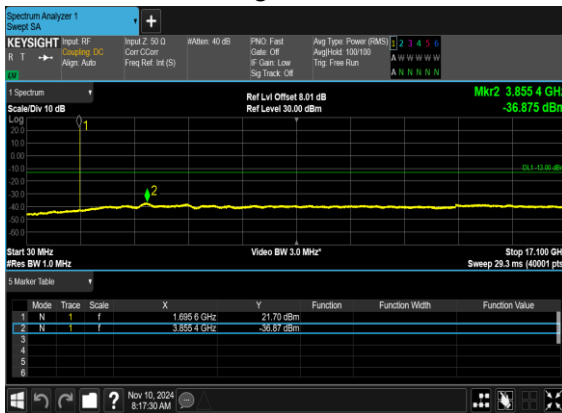 Spectrum Analyzer 1
Swept SA
+
KEYSIGHT Input: RF Input Z: 50 Ω #Atten: 40 dB PNO: Fast Avg Type: Power (RMS) 1 2 3 4 5 6
R T Coupling: DC Corr CCorr Gate: Off Avg|Hold: 100/100 A W W W W W
Align: Auto Freq Ref: Int (S) IF Gain: Low Trig: Free Run
Sig Track: Off A N N N N N
1 Spectrum Ref Lvl Offset 8.01 dB Mkr2 3.855 4 GHz
Scale/Div 10 dB Ref Level 30.00 dBm -36.875 dBm
Log
1
20.0
10.0
0.00
-10.0
DL1 -13.00 dBm
-20.0
-30.0
2
-40.0
-50.0
-60.0
Start 30 MHz Video BW 3.0 MHz* Stop 17.100 GHz
#Res BW 1.0 MHz Sweep 29.3 ms (40001 pts)
5 Marker Table
Mode Trace Scale X Y Function Function Width Function Value
1 N 1 f 1.695 6 GHz 21.70 dBm
2 N 1 f 3.855 4 GHz -36.87 dBm
3
4
5
6
? Nov 10, 2024
8:17:30 AM